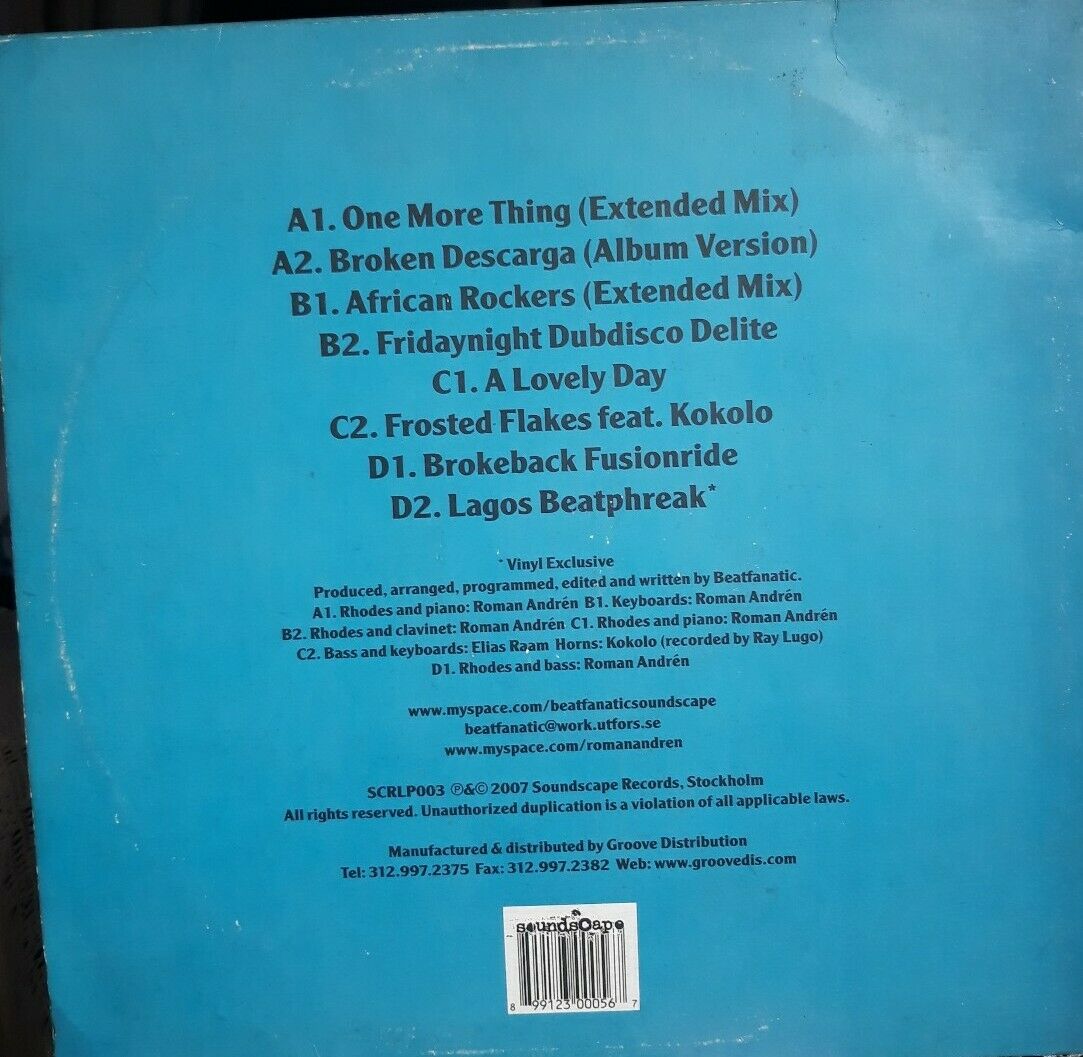 A1. One More Thing (Extended Mix)
A2. Broken Descarga (Album Version)
B1. African Rockers (Extended Mix)
B2. Fridaynight Dubdisco Delite
C1. A Lovely Day
C2. Frosted Flakes feat. Kokolo
D1. Brokeback Fusionride
D2. Lagos Beatphreak*
* Vinyl Exclusive
Produced, arranged, programmed, edited and written by Beatfanatic.
A1. Rhodes and piano: Roman Andrén B1. Keyboards: Roman Andrén
B2. Rhodes and clavinet: Roman Andrén C1. Rhodes and piano: Roman Andrén
C2. Bass and keyboards: Elias Raam Horns: Kokolo (recorded by Ray Lugo)
D1. Rhodes and bass: Roman Andrén
www.myspace.com/beatfanaticsoundscape
beatfanatic@work.utfors.se
www.myspace.com/romanandren
SCRLP003 ℗&© 2007 Soundscape Records, Stockholm
All rights reserved. Unauthorized duplication is a violation of all applicable laws.
Manufactured & distributed by Groove Distribution
Tel: 312.997.2375 Fax: 312.997.2382 Web: www.groovedis.com
soundscape
8 99123 00056 7